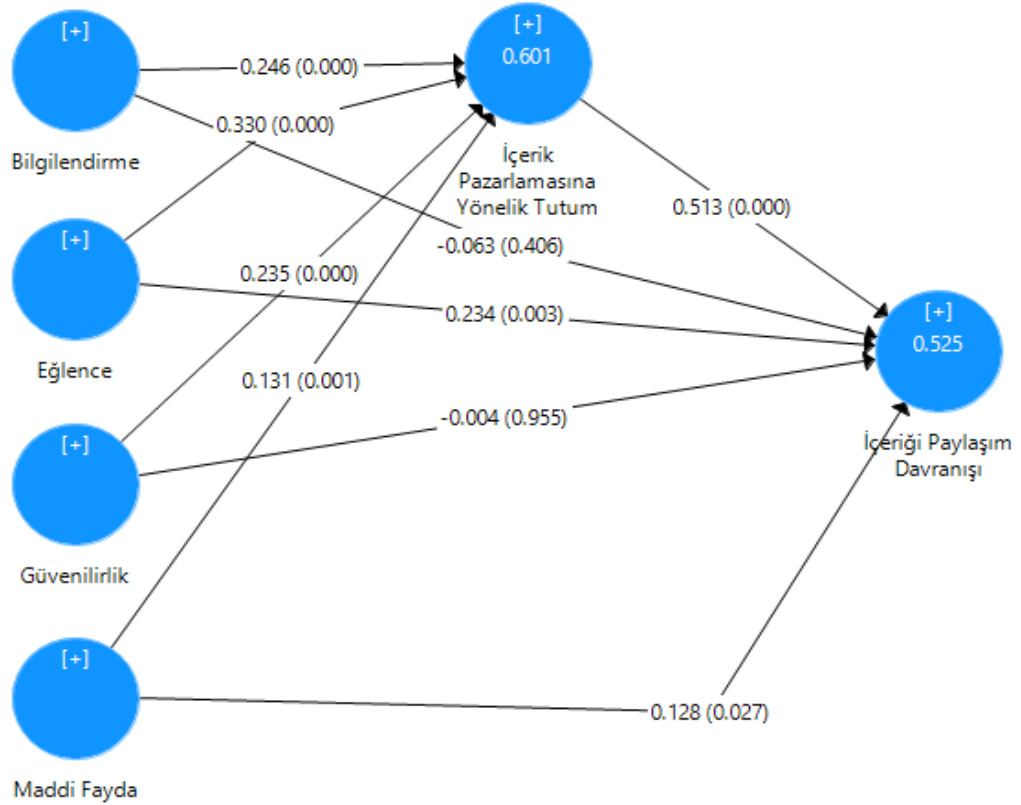 [+]
[+]
0.601
0.246 (0.000)
0.330 (0.000)
Bilgilendirme
İçerik
Pazarlamasına
Yönelik Tutum
0.513 (0.000)
[+]
-0.063 (0.406)
0.235 (0.000)
0.234 (0.003)
[+]
0.525
Eğlence
0.131 (0.001)
-0.004 (0.955)
[+]
İçeriği Paylaşım
Davranışı
Güvenilirlik
[+]
0.128 (0.027)
Maddi Fayda